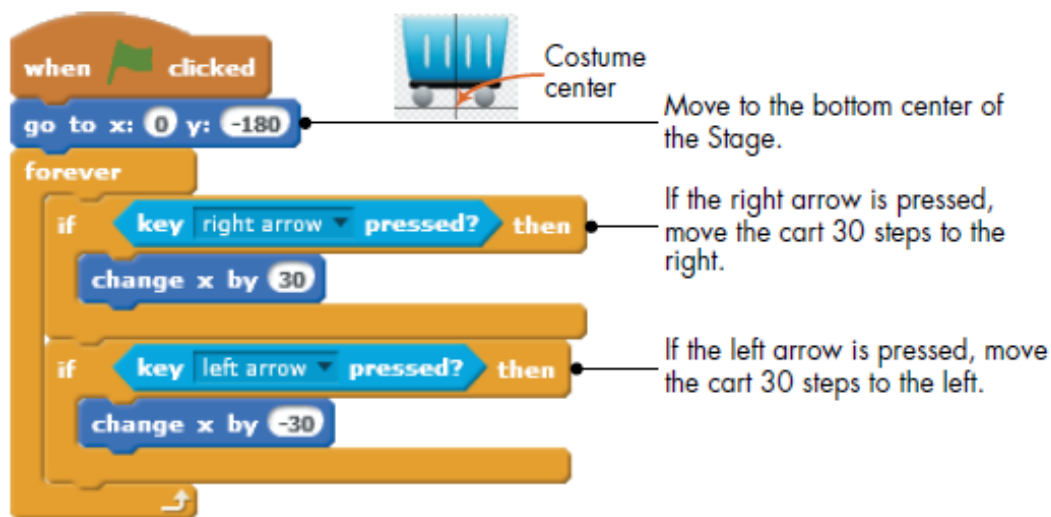 when clicked
Costume
center
go to x: 0 y: -180
Move to the bottom center of
the Stage.
forever
if key right arrow pressed? then
If the right arrow is pressed,
move the cart 30 steps to the
right.
change x by 30
if key left arrow pressed? then
If the left arrow is pressed, move
the cart 30 steps to the left.
change x by -30